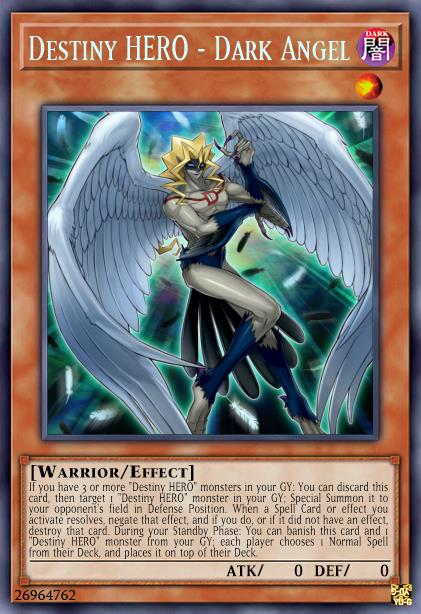 Destiny HERO - Dark Angel
DARK
闇
[Warrior/Effect]
If you have 3 or more "Destiny HERO" monsters in your GY: You can discard this
card, then target 1 "Destiny HERO" monster in your GY; Special Summon it to
your opponent's field in Defense Position. When a Spell Card or effect you
activate resolves, negate that effect, and if you do, or if it did not have an effect,
destroy that card. During your Standby Phase: You can banish this card and 1
"Destiny HERO" monster from your GY; each player chooses 1 Normal Spell
from their Deck, and places it on top of their Deck.
ATK/ 0 DEF/ 0
26964762